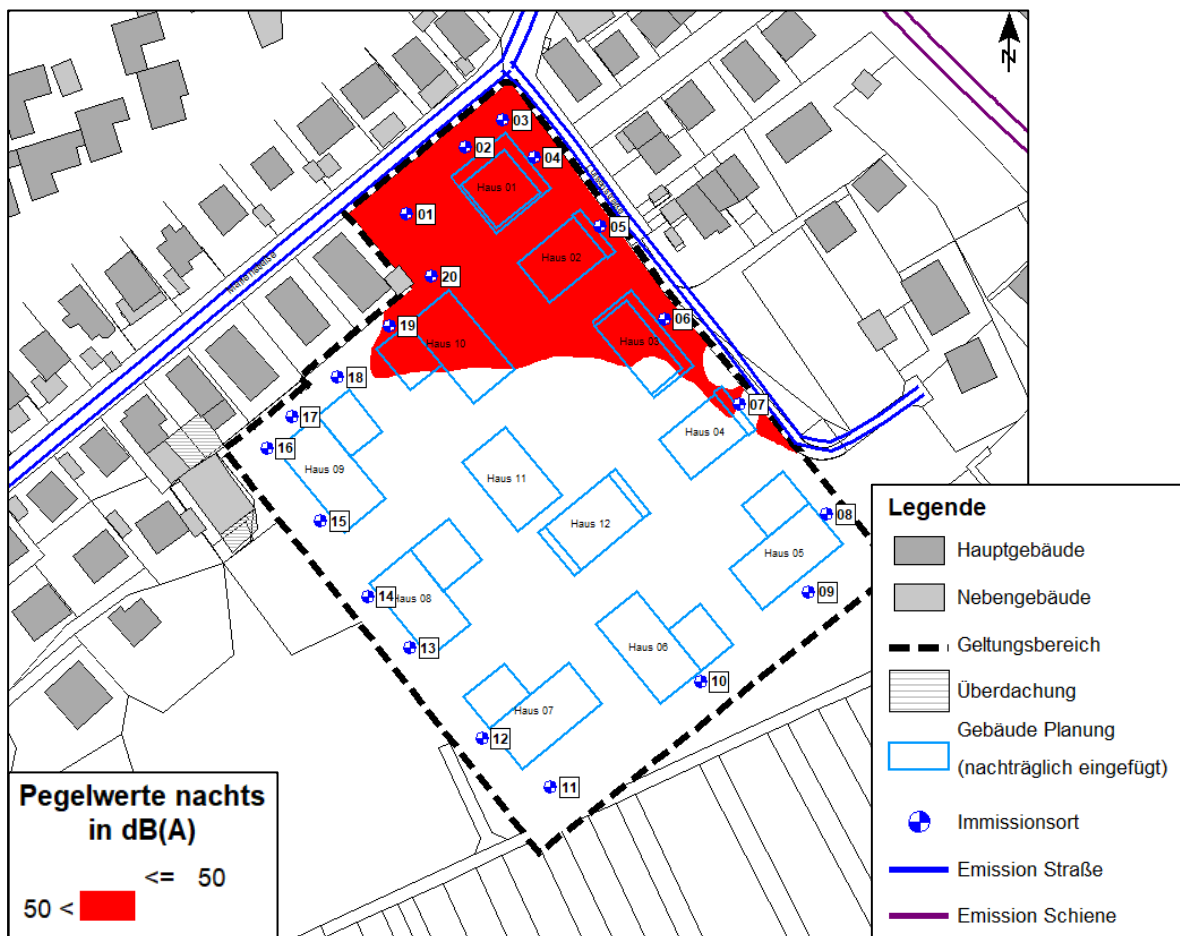 N
03
02
04
Haus 01
01
05
Haus 02
20
06
19
Haus 10
Haus 03
18
07
17
Haus 04
16
Haus 09
Haus 11
15
08
Haus 12
Haus 05
14
Haus 08
09
13
Haus 06
10
Haus 07
12
11
Pegelwerte nachts
in dB(A)
<= 50
50 <
Legende
Hauptgebäude
Nebengebäude
Geltungsbereich
Überdachung
Gebäude Planung
(nachträglich eingefügt)
Immissionsort
Emission Straße
Emission Schiene